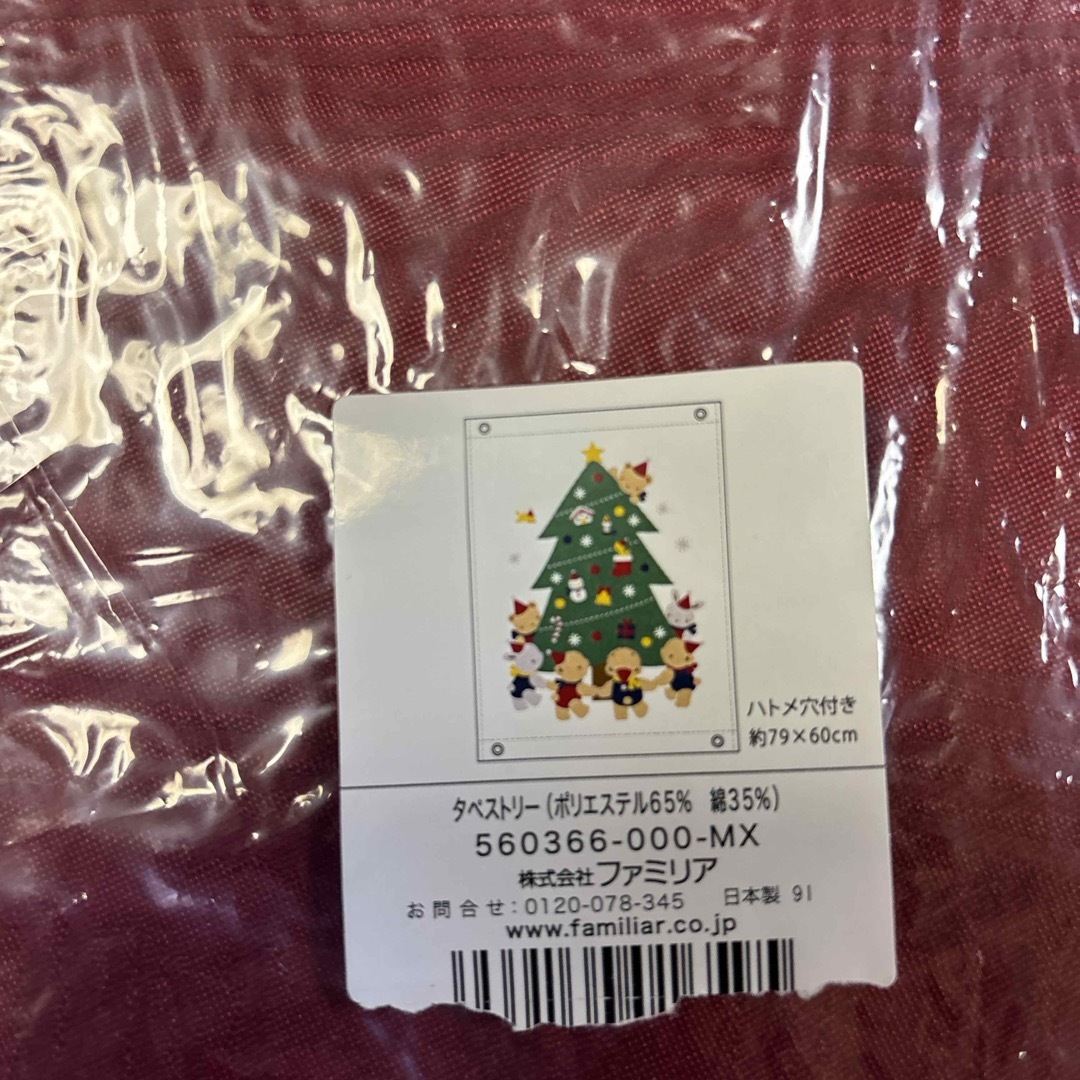 ハトメ穴付き
約79×60cm
タペストリー(ポリエステル65% 綿35%)
560366-000-MX
株式会社ファミリア
お問合せ:0120-078-345 日本製 91
www.familiar.co.jp